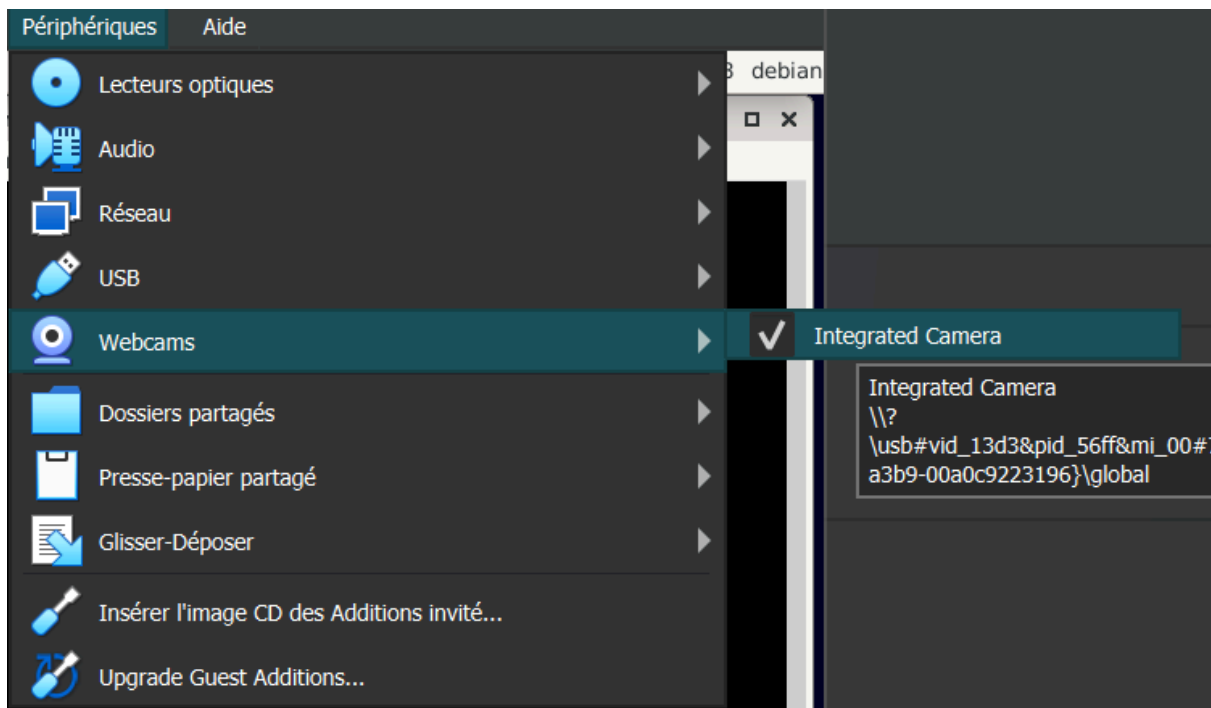 Périphériques Aide
Lecteurs optiques
debian
Audio
Réseau
USB
Webcams
Integrated Camera
Integrated Camera
\\?
\usb#vid_13d3&pid_56ff&mi_00#
a3b9-00a0c9223196}\global
Dossiers partagés
Presse-papier partagé
Glisser-Déposer
Insérer l'image CD des Additions invité...
Upgrade Guest Additions...